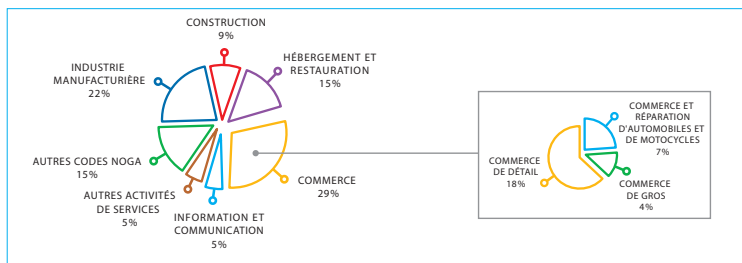 CONSTRUCTION
9%
HÉBERGEMENT ET
RESTAURATION
15%
INDUSTRIE
MANUFACTURIÈRE
22%
AUTRES CODES NOGA
15%
AUTRES ACTIVITÉS
DE SERVICES
5%
INFORMATION ET
COMMUNICATION
5%
COMMERCE
29%
COMMERCE ET
RÉPARATION
D'AUTOMOBILES ET
DE MOTOCYCLES
7%
COMMERCE
DE DÉTAIL
18%
COMMERCE
DE GROS
4%